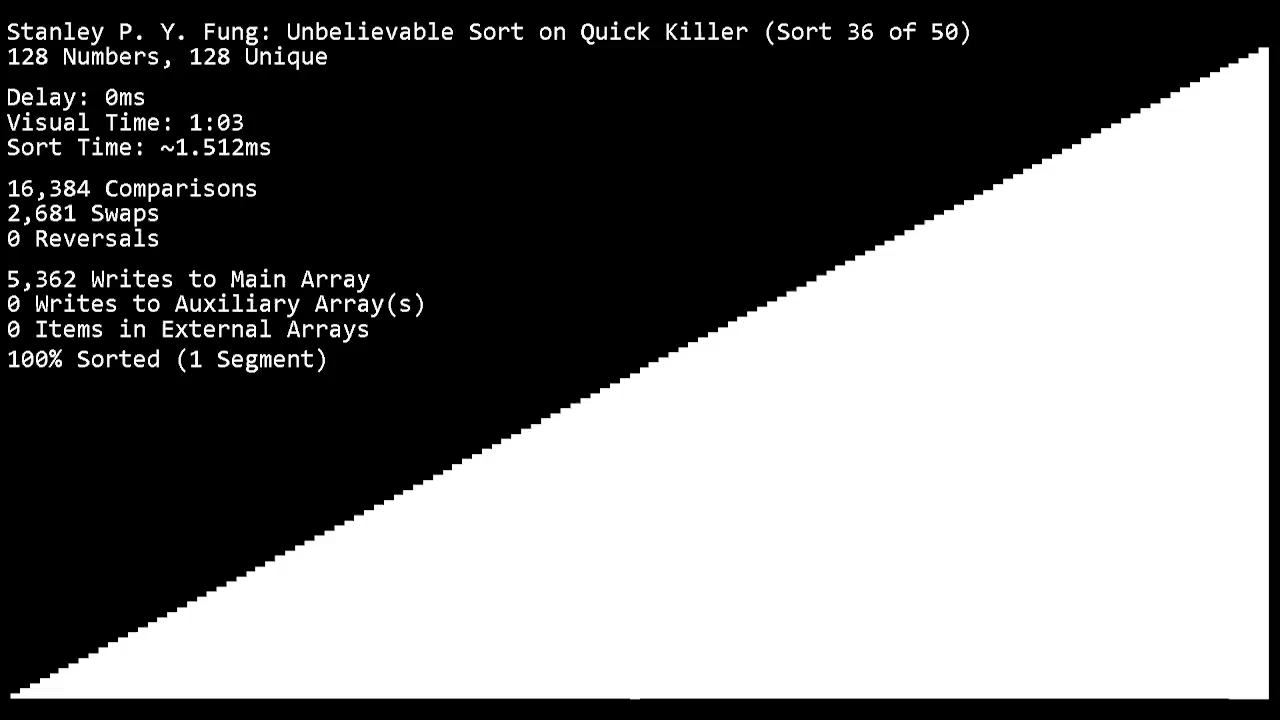 Stanley P. Y. Fung: Unbelievable Sort on Quick Killer (Sort 36 of 50)
128 Numbers, 128 Unique
Delay: 0ms
Visual Time: 1:03
Sort Time: ~1.512ms
16,384 Comparisons
2,681 Swaps
0 Reversals
5,362 Writes to Main Array
0 Writes to Auxiliary Array(s)
0 Items in External Arrays
100% Sorted (1 Segment)